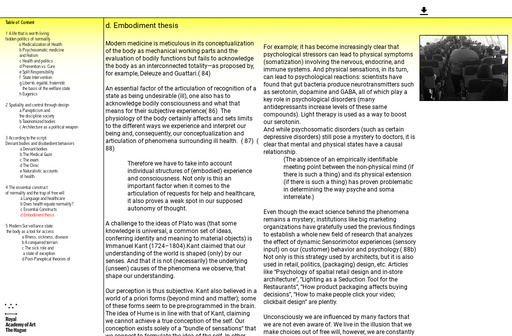 Table of Content
1 A life that is worth living:
hidden politics of normality
a Medicalization of Health
b Psychosomatic medicine
and Asthma
c Health and politics
d Prevention vs. Cure
e Split Responsibility
f State Intervention
g Liberté, égalité, fraternité
the basis of the welfare state
h Eugenics
2 Spatiality and control through design
a Panopticism and
the discipline society
b Traumatised bodies
c Architecture as a political weapon
3 According to the script:
Deviant bodies and disobedient behaviors
a Deviant bodies
b The Medical Gaze
c The exam
d The Clinic
e Naturalistic accounts
of health
4 The essentialist construct
of normality and the trap of free will
a Language and healthcare
b Does health equate normality?
c Essential Constructs
d Embodiment thesis
5 Modern Surveillance state:
the body as a tool for access
a Illness, sickness, disease
b A conquered terrain
c The sick role and
a state of exception
d Post-Panoptical theories of
Royal
Academy of Art
The Hague
d. Embodiment thesis
Modern medicine is meticulous in its conceptualization
of the body as mechanical working parts and the
evaluation of bodily functions but fails to acknowledge
the body as an interconnected totality—as proposed by,
for example, Deleuze and Guattari.( 84)
An essential factor of the articulation of recognition of a
state as being undesirable (ill), one also has to
acknowledge bodily consciousness and what that
means for their subjective experience( 86) The
physiology of the body certainly affects and sets limits
to the different ways we experience and interpret our
being and, consequently, our conceptualization and
articulation of phenomena surrounding ill health. ( 87) (
88)
Therefore we have to take into account
individual structures of (embodied) experience
and consciousness. Not only is this an
important factor when it comes to the
articulation of requests for help and healthcare,
it also proves a weak spot in our supposed
autonomy of thought.
A challenge to the ideas of Plato was (that some
knowledge is universal, a common set of ideas,
conferring identity and meaning to material objects) is
Immanuel Kant (1724–1804).Kant claimed that our
understanding of the world is shaped (only) by our
senses. And that it is not (necessarily) the underlying
(unseen) causes of the phenomena we observe, that
shape our understanding.
Our perception is thus subjective. Kant also believed in
a world of a priori forms (beyond mind and matter); some
of these forms seem to be pre-programmed in the brain.
The idea of Hume is in line with that of Kant, claiming
we cannot achieve a true conception of the self. Our
conception exists solely of a "bundle of sensations" that
For example; it has become increasingly clear that
psychological stressors can lead to physical symptoms
(somatization) involving the nervous, endocrine, and
immune systems. And physical sensations, in its turn,
can lead to psychological reactions: scientists have
found that gut bacteria produce neurotransmitters such
as serotonin, dopamine and GABA, all of which play a
key role in psychological disorders (many
antidepressants increase levels of these same
compounds). Light therapy is used as a way to boost
our serotonin.
And while psychosomatic disorders (such as certain
depressive disorders) still pose a mystery to doctors, it is
clear that mental and physical states have a causal
relationship.
(The absence of an empirically identifiable
meeting point between the non-physical mind (if
there is such a thing) and its physical extension
(if there is such a thing) has proven problematic
in determining the way psyche and soma
interrelate.)
Even though the exact science behind the phenomena
remains a mystery; institutions like big marketing
organizations have gratefully used the previous findings
to establish a whole new field of research that analyzes
the effect of dynamic Sensorimotor experiences (sensory
input) on our (customer) behavior and psychology.( 88b)
Not only is this strategy used by architects, but it is also
used in retail, politics, (packaging) design, etc. Articles
like "Psychology of spatial retail design and in-store
architecture", "Lighting as a Seduction Tool for the
Restaurants", "How product packaging affects buying
decisions", "How to make people click your video;
clickbait design" are plenty.
Unconsciously we are influenced by many factors that
we are not even aware of. We live in the illusion that we
make choices out of free will, however, we are constantly